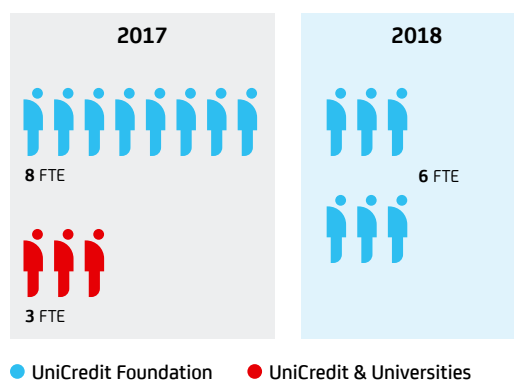 2017
8 FTE
3 FTE
2018
6 FTE
UniCredit Foundation
UniCredit & Universities